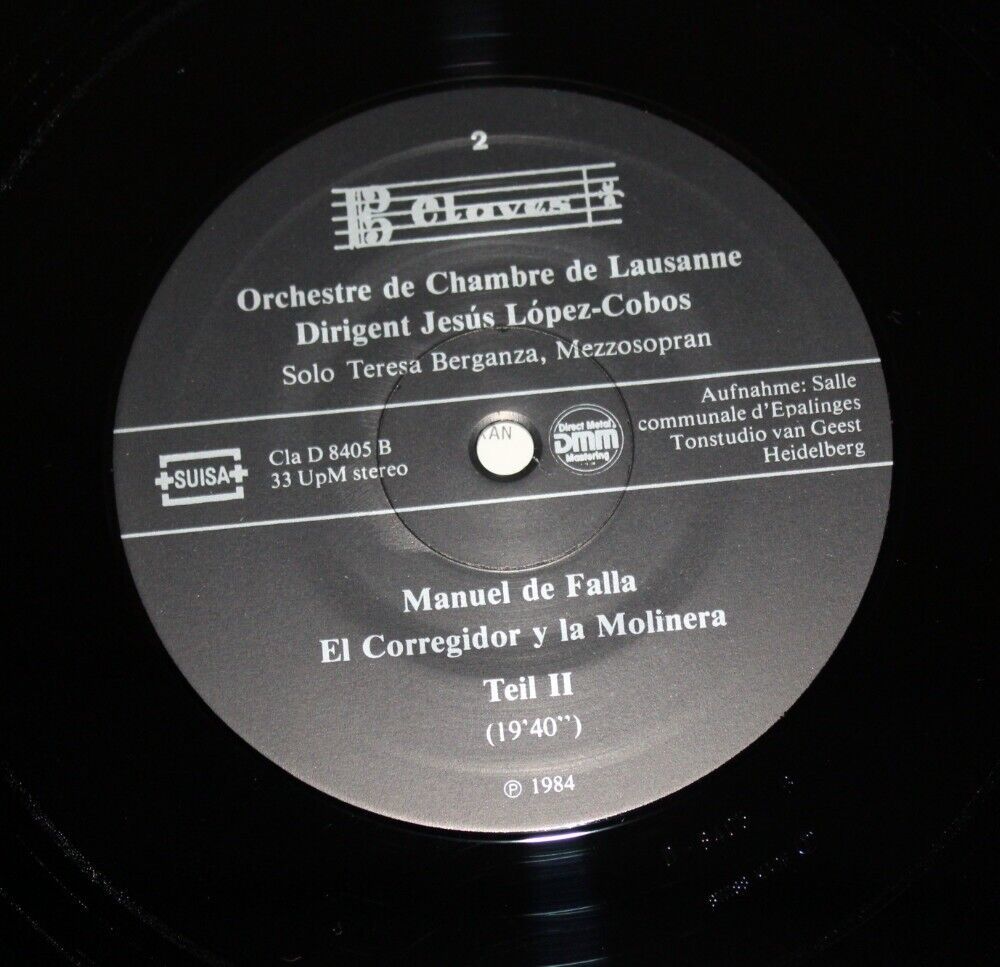 2
Claves
Orchestre de Chambre de Lausanne
Dirigent Jesús López-Cobos
Solo Teresa Berganza, Mezzosopran
SUISA
Cla D 8405 B
33 UpM stereo
Direct Metal
DMM
Mastering
Aufnahme: Salle
communale d'Epalinges
Tonstudio van Geest
Heidelberg
Manuel de Falla
El Corregidor y la Molinera
Teil II
(19'40'')
℗ 1984